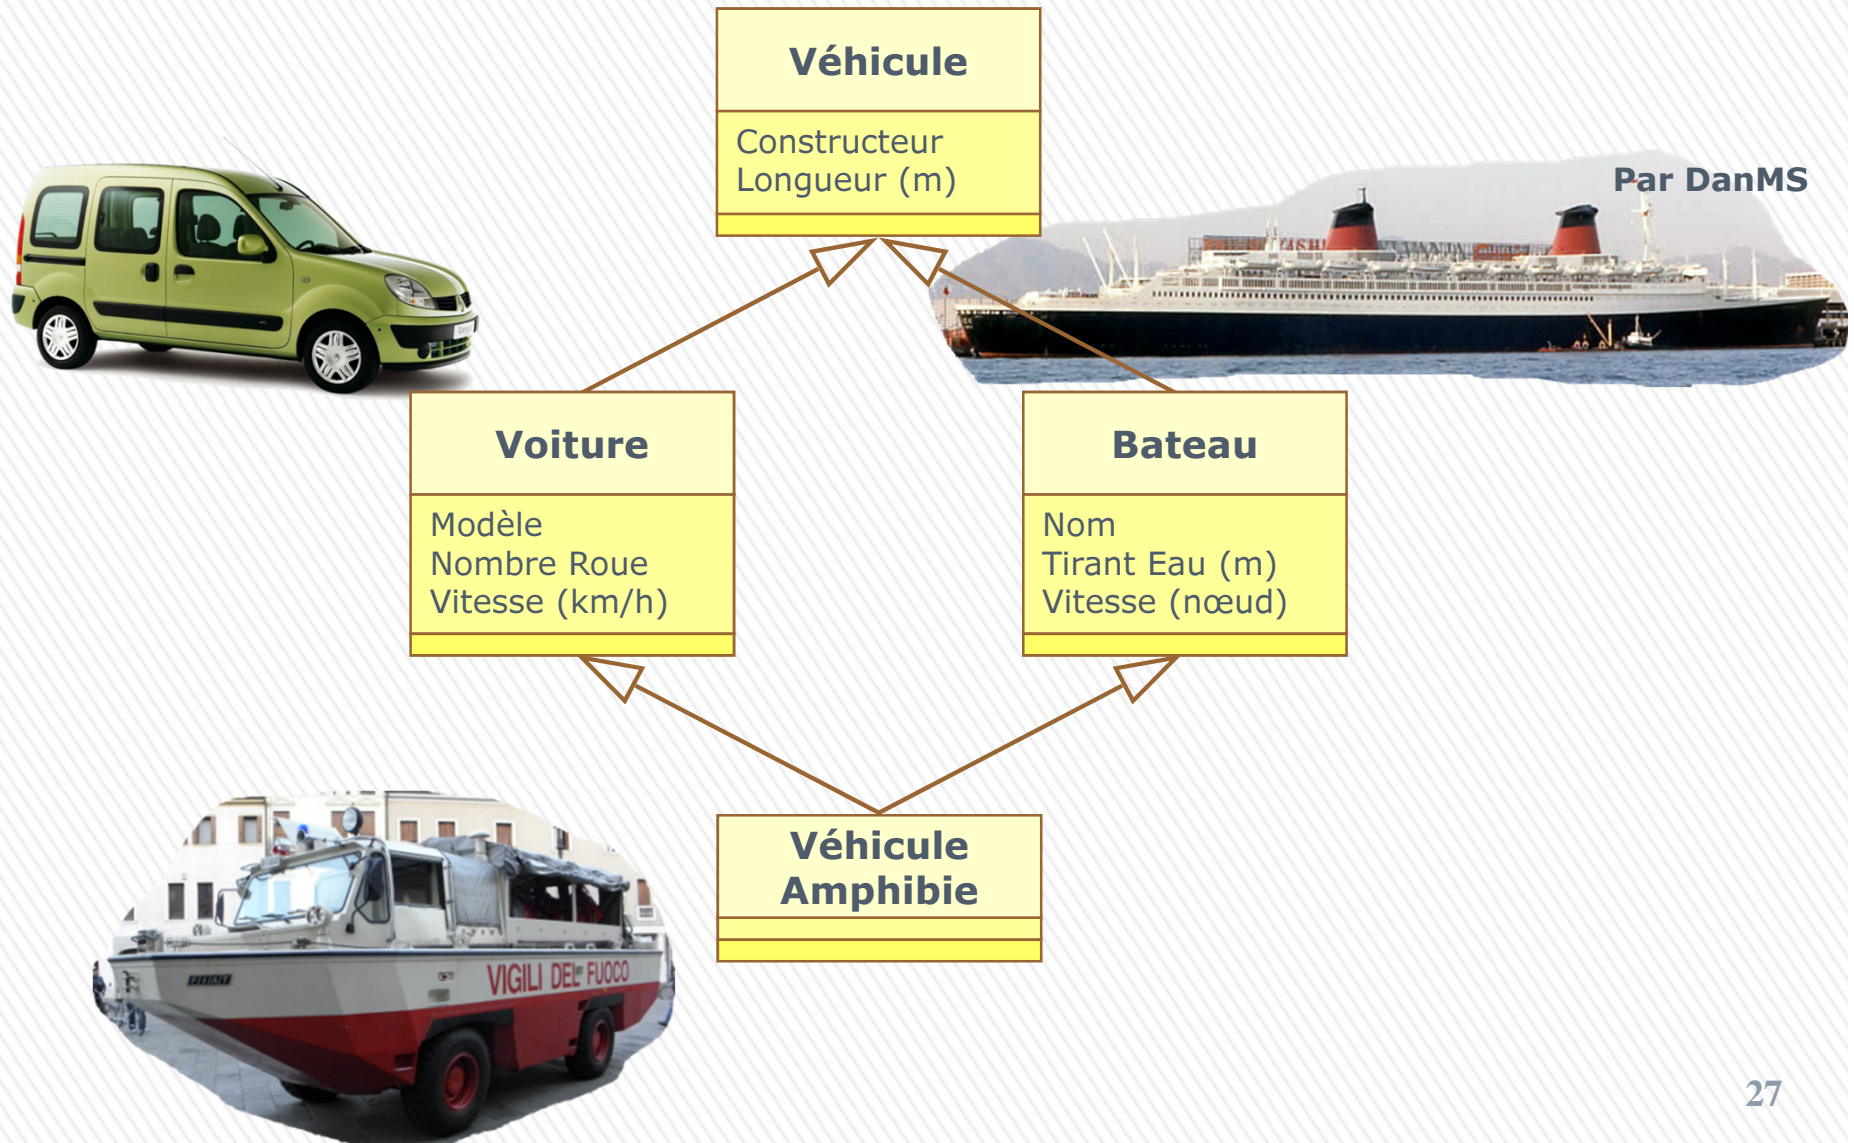 Véhicule
Constructeur
Longueur (m)
Par DanMS
Voiture
Modèle
Nombre Roue
Vitesse (km/h)
Bateau
Nom
Tirant Eau (m)
Vitesse (nœud)
Véhicule
Amphibie
FIAT
VIGILI DEL FUOCO
27